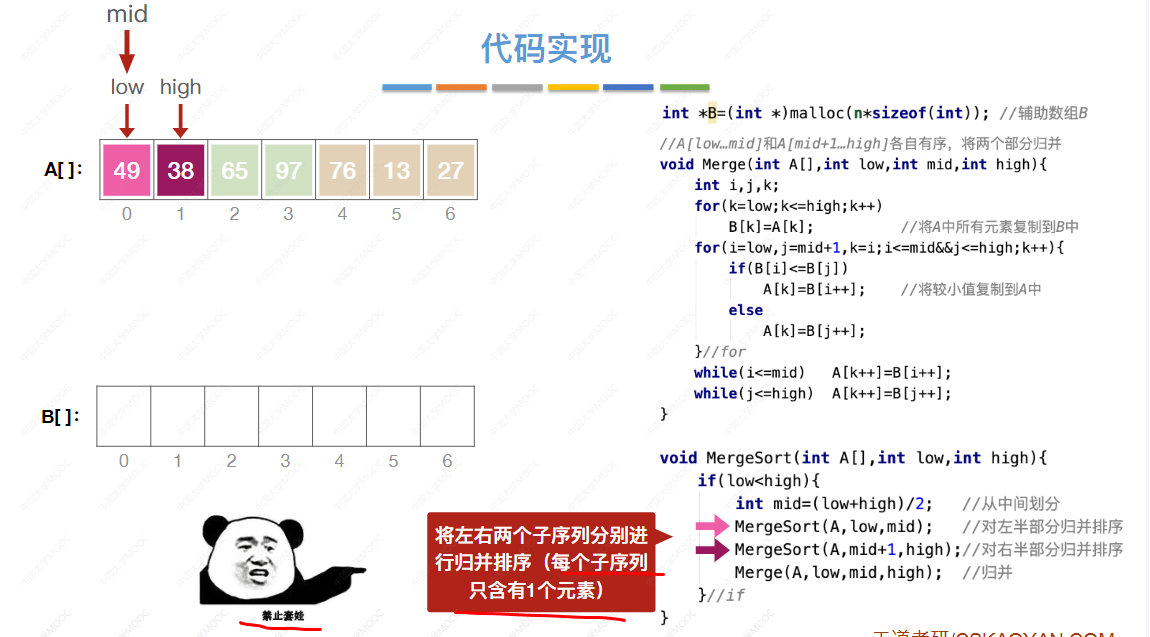 mid
代码实现
low high
A[ ]:
49 38 65 97 76 13 27
0 1 2 3 4 5 6
B[ ]:
0 1 2 3 4 5 6
禁止套娃
将左右两个子序列分别进
行归并排序（每个子序列
只含有1个元素）
int *B=(int *)malloc(n*sizeof(int)); //辅助数组B
//A[low…mid]和A[mid+1…high]各自有序，将两个部分归并
void Merge(int A[],int low,int mid,int high){
int i,j,k;
for(k=low;k<=high;k++)
B[k]=A[k]; //将A中所有元素复制到B中
for(i=low,j=mid+1,k=i;i<=mid&&j<=high;k++){
if(B[i]<=B[j])
A[k]=B[i++]; //将较小值复制到A中
else
A[k]=B[j++];
}//for
while(i<=mid) A[k++]=B[i++];
while(j<=high) A[k++]=B[j++];
}
void MergeSort(int A[],int low,int high){
if(low<high){
int mid=(low+high)/2; //从中间划分
MergeSort(A,low,mid); //对左半部分归并排序
MergeSort(A,mid+1,high);//对右半部分归并排序
Merge(A,low,mid,high); //归并
}//if
}
王道考研/CSKAOYAN.COM